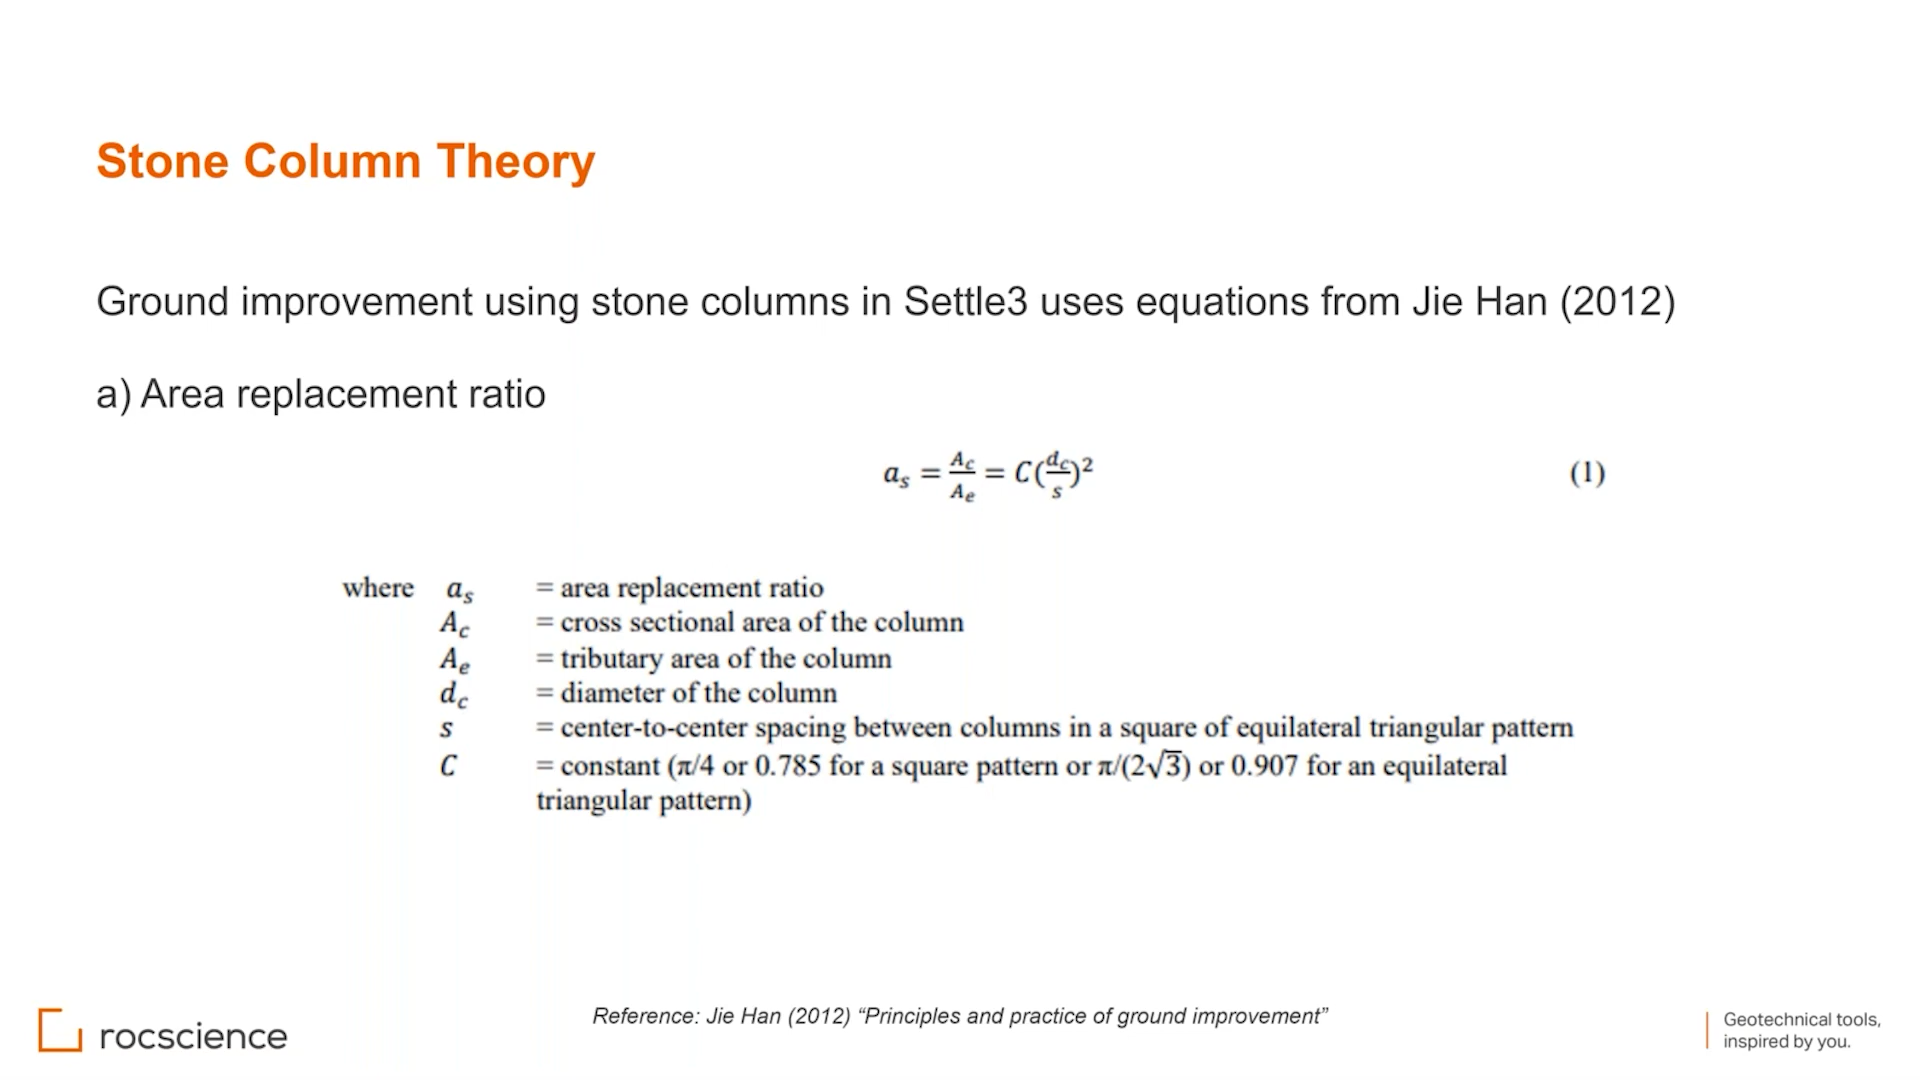 Stone Column Theory
Ground improvement using stone columns in Settle3 uses equations from Jie Han (2012)
a) Area replacement ratio
a_s = A_c/A_e = C(d_c/s)² (1)
where a_s = area replacement ratio
A_c = cross sectional area of the column
A_e = tributary area of the column
d_c = diameter of the column
s = center-to-center spacing between columns in a square of equilateral triangular pattern
C = constant (π/4 or 0.785 for a square pattern or π/(2√3) or 0.907 for an equilateral
triangular pattern)
Reference: Jie Han (2012) “Principles and practice of ground improvement”
rocscience
Geotechnical tools,
inspired by you.